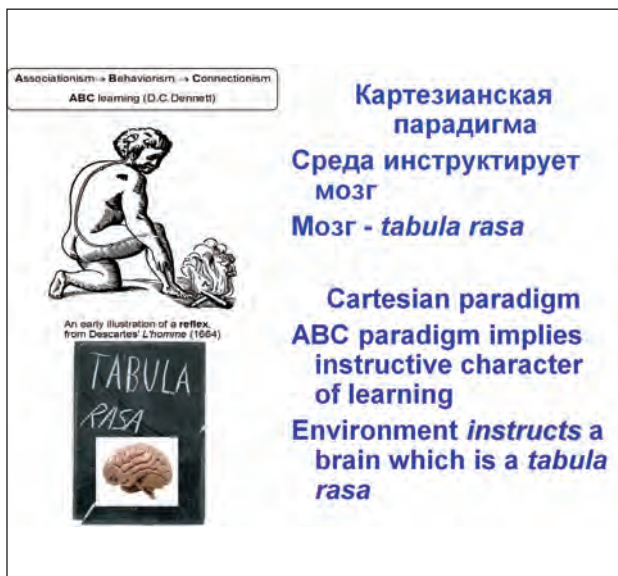 Associationism → Behaviorism → Connectionism
ABC learning (D.C. Dennett)
An early illustration of a reflex,
from Descartes' L'homme (1664)
TABULA
RASA
Картезианская
парадигма
Среда инструктирует
мозг
Мозг - tabula rasa
Cartesian paradigm
ABC paradigm implies
instructive character
of learning
Environment instructs a
brain which is a tabula
rasa